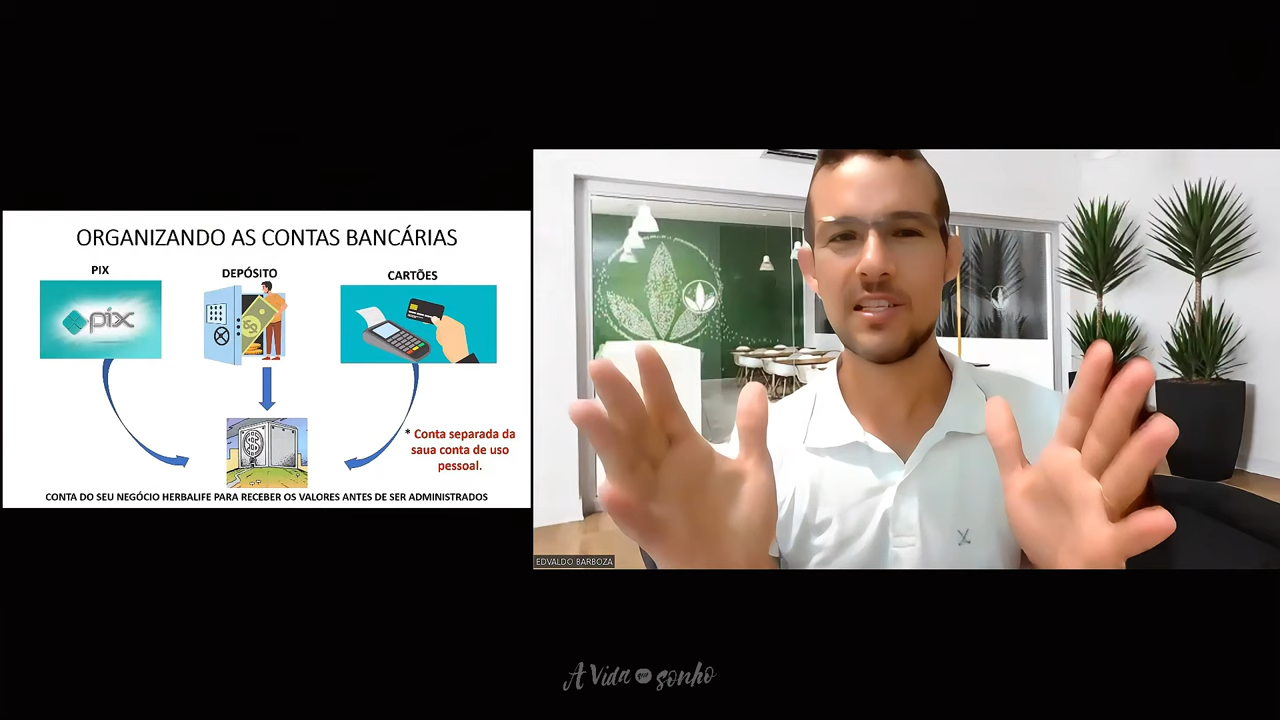 ORGANIZANDO AS CONTAS BANCÁRIAS
PIX
DEPÓSITO
CARTÕES
pix
* Conta separada da
saua conta de uso
pessoal.
CONTA DO SEU NEGÓCIO HERBALIFE PARA RECEBER OS VALORES ANTES DE SER ADMINISTRADOS
EDVALDO BARBOZA
A Vida por sonho